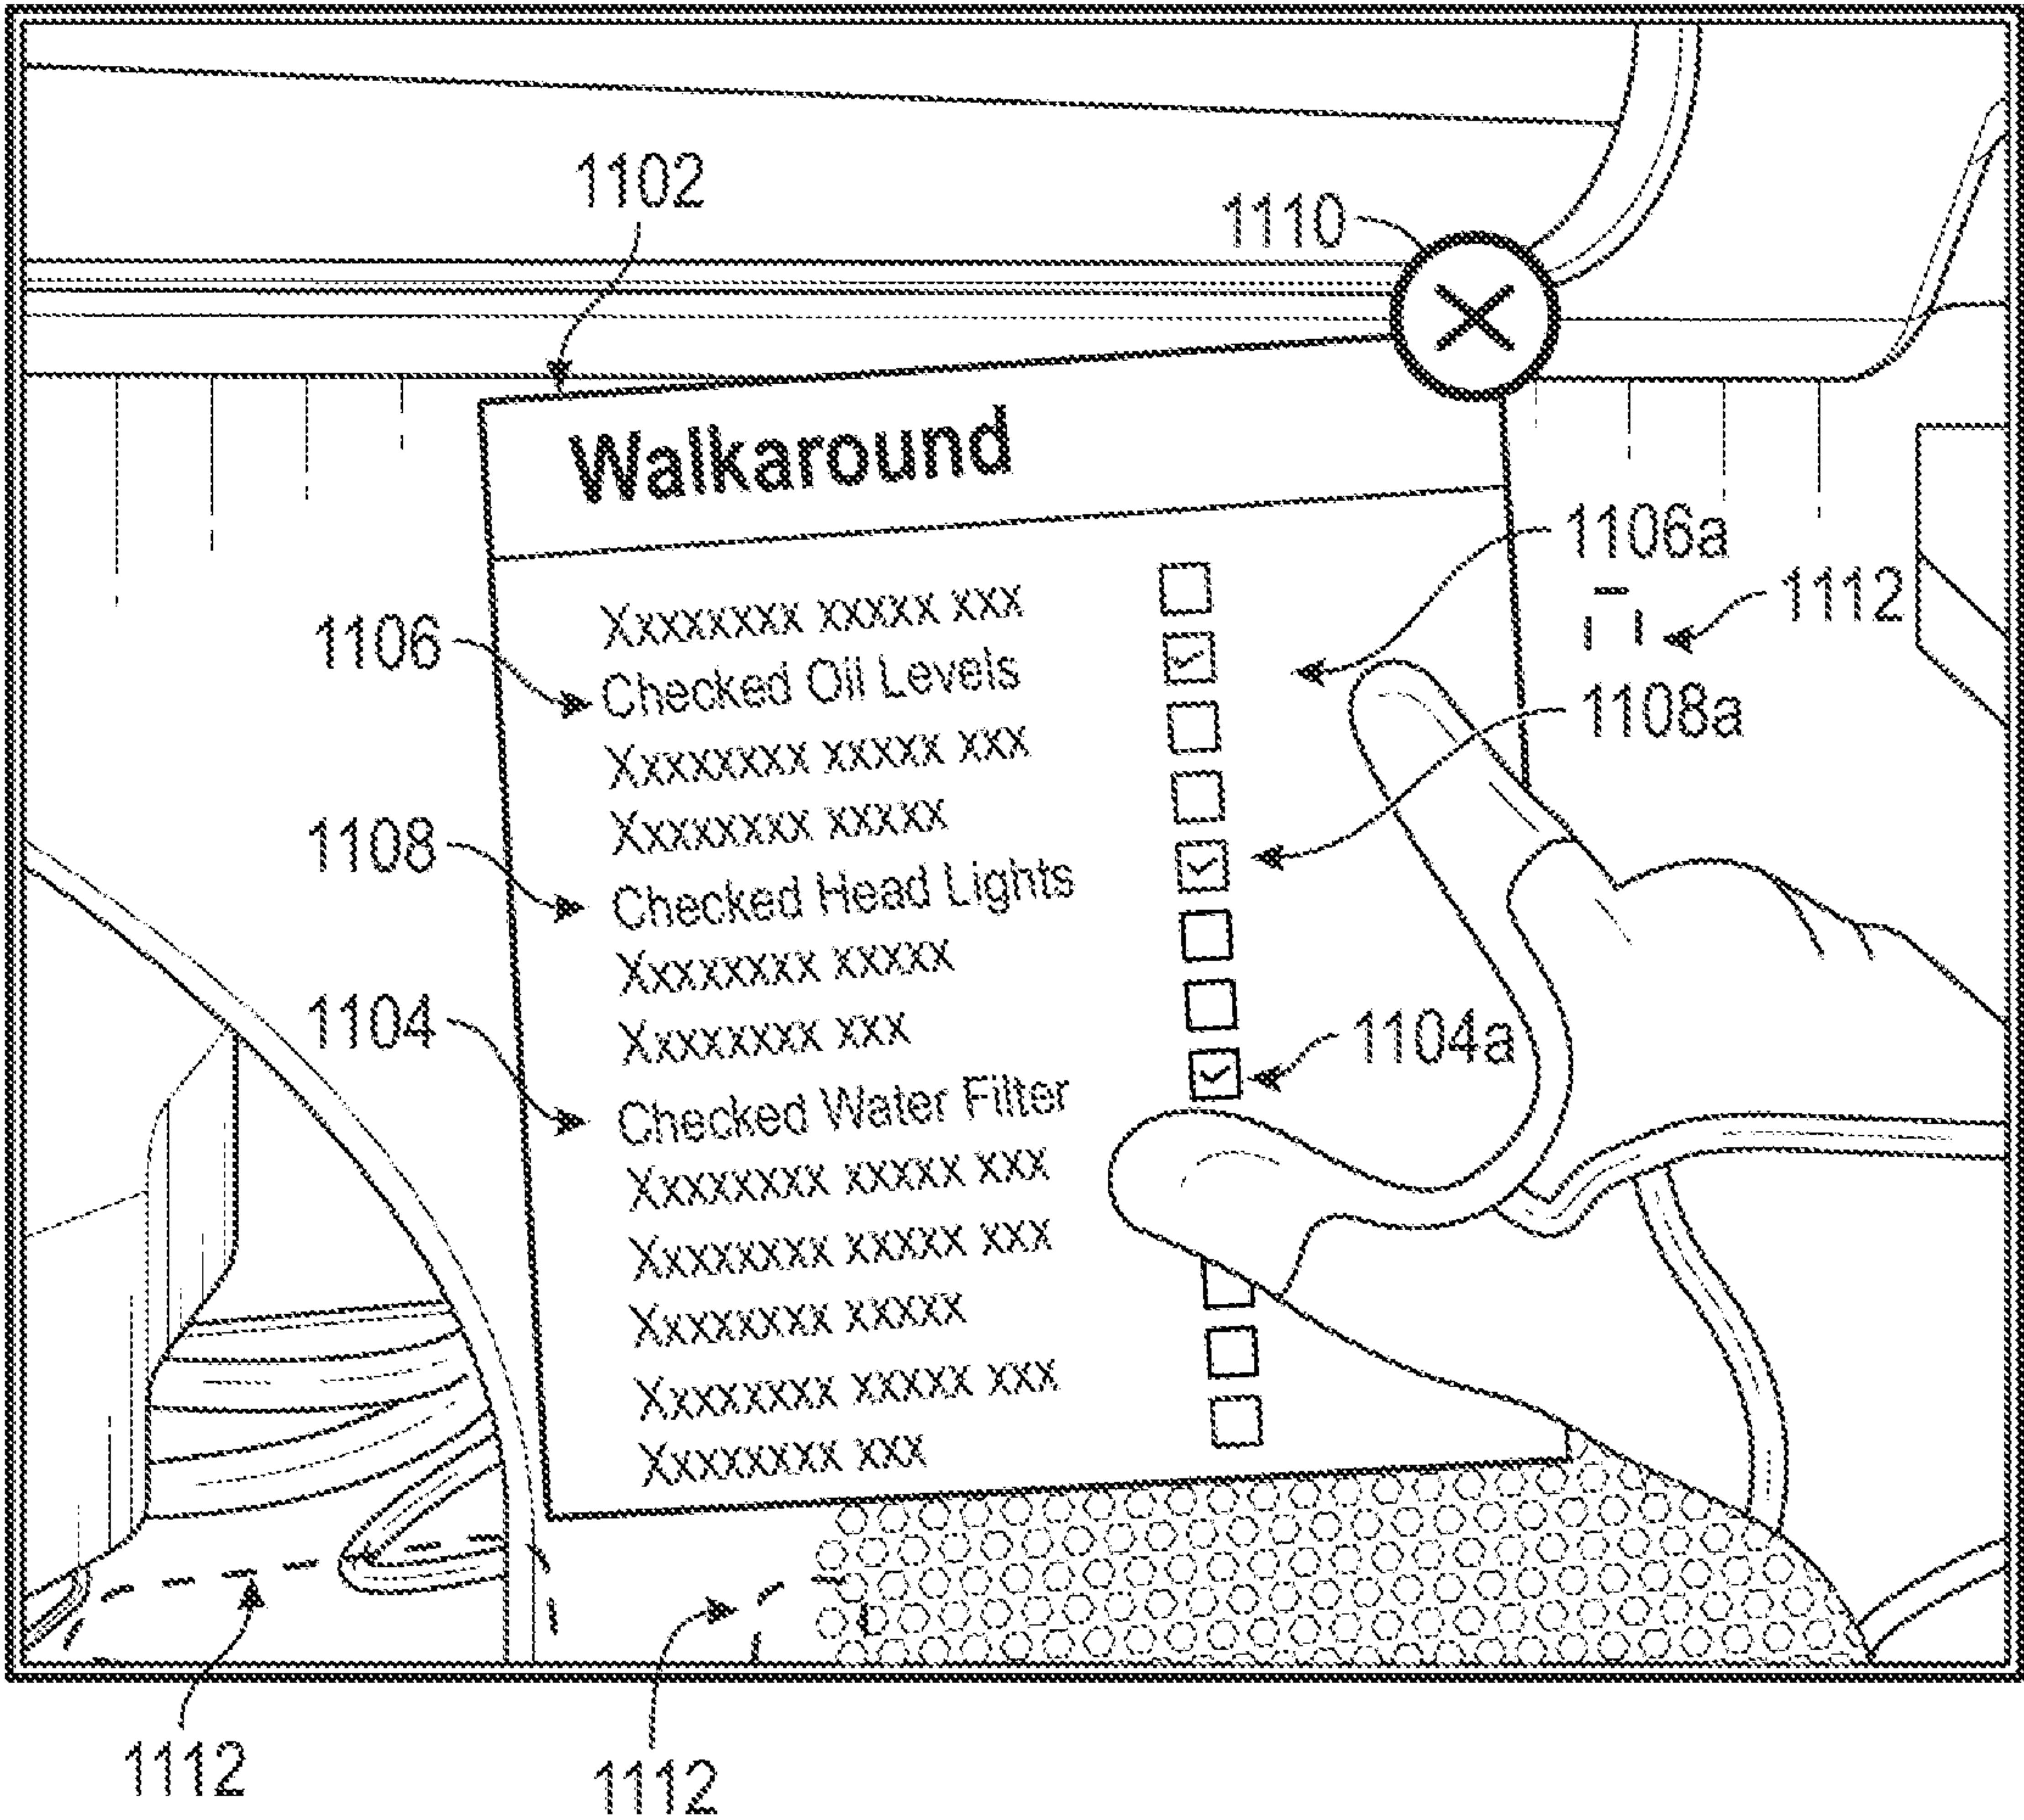 1102
1110
Walkaround
1106a
1112
Xxxxxxxx xxxxx xxx
1106
Checked Oil Levels
1108a
Xxxxxxxx xxxxx xxx
Xxxxxxxx xxxxx
1108
Checked Head Lights
Xxxxxxxx xxxxx
1104
Xxxxxxxx xxx
1104a
Checked Water Filter
Xxxxxxxx xxxxx xxx
Xxxxxxxx xxxxx xxx
Xxxxxxxx xxxxx
Xxxxxxxx xxxxx xxx
Xxxxxxxx xxx
1112
1112